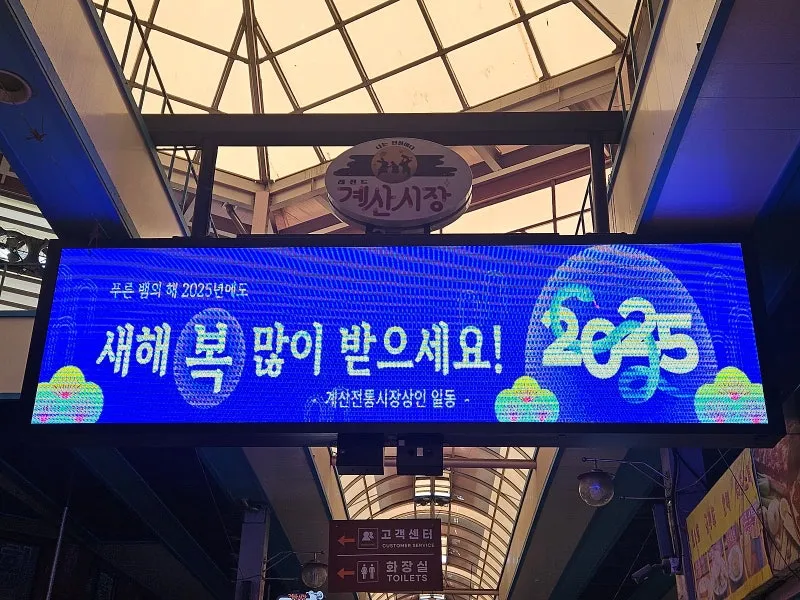 계산시장
푸른 뱀의 해 2025년에도
새해 복 많이 받으세요!
2025
- 계산전통시장상인 일동 -
고객센터
CUSTOMER SERVICE
화장실
TOILETS